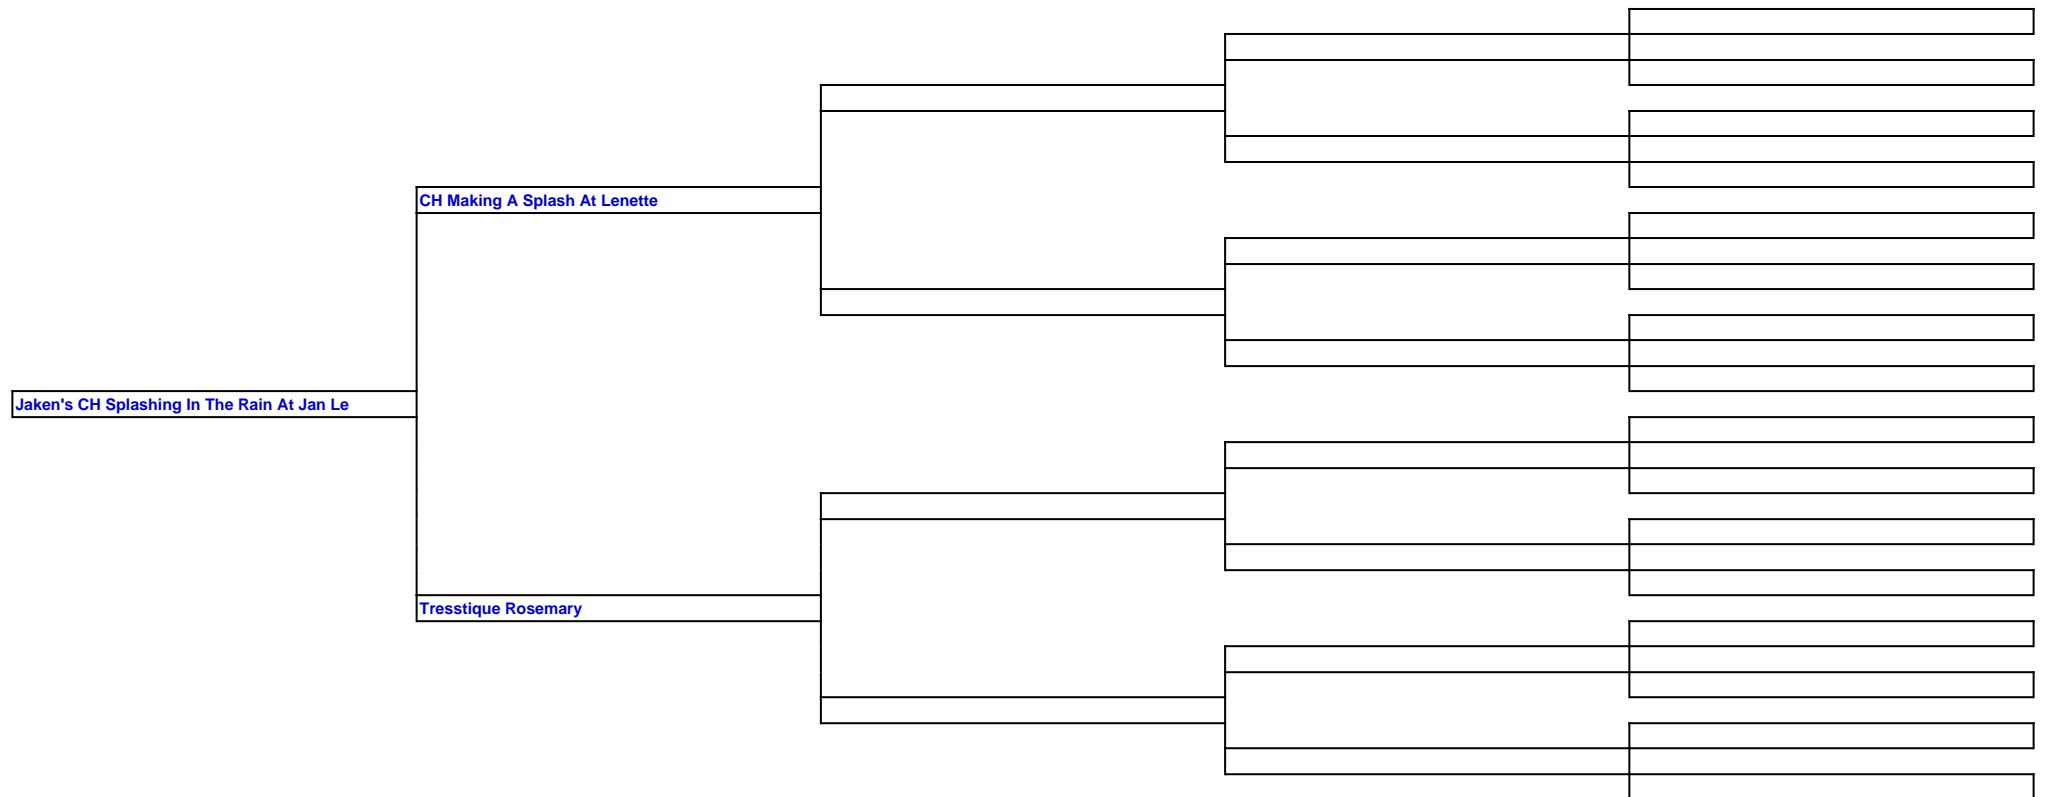 CH Making A Splash At Lenette
Jaken's CH Splashing In The Rain At Jan Le
Tresstique Rosemary